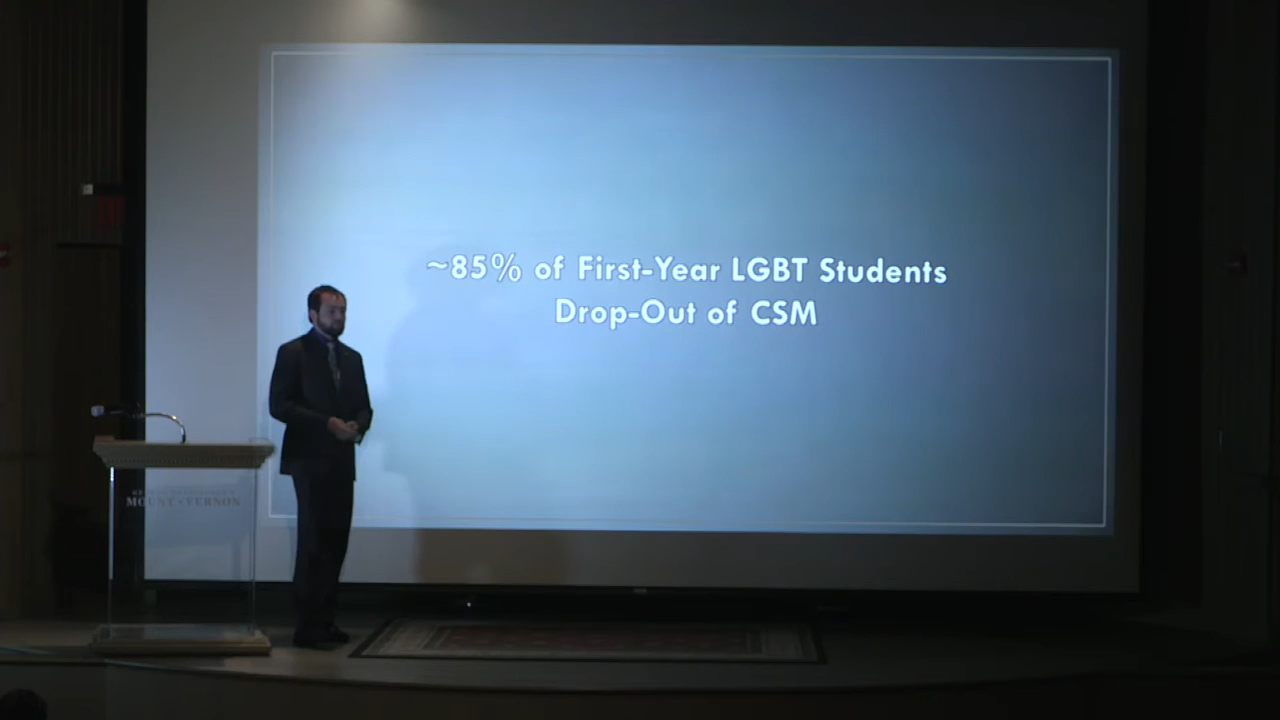 ~85% of First-Year LGBT Students
Drop-Out of CSM
MOUNT VERNON